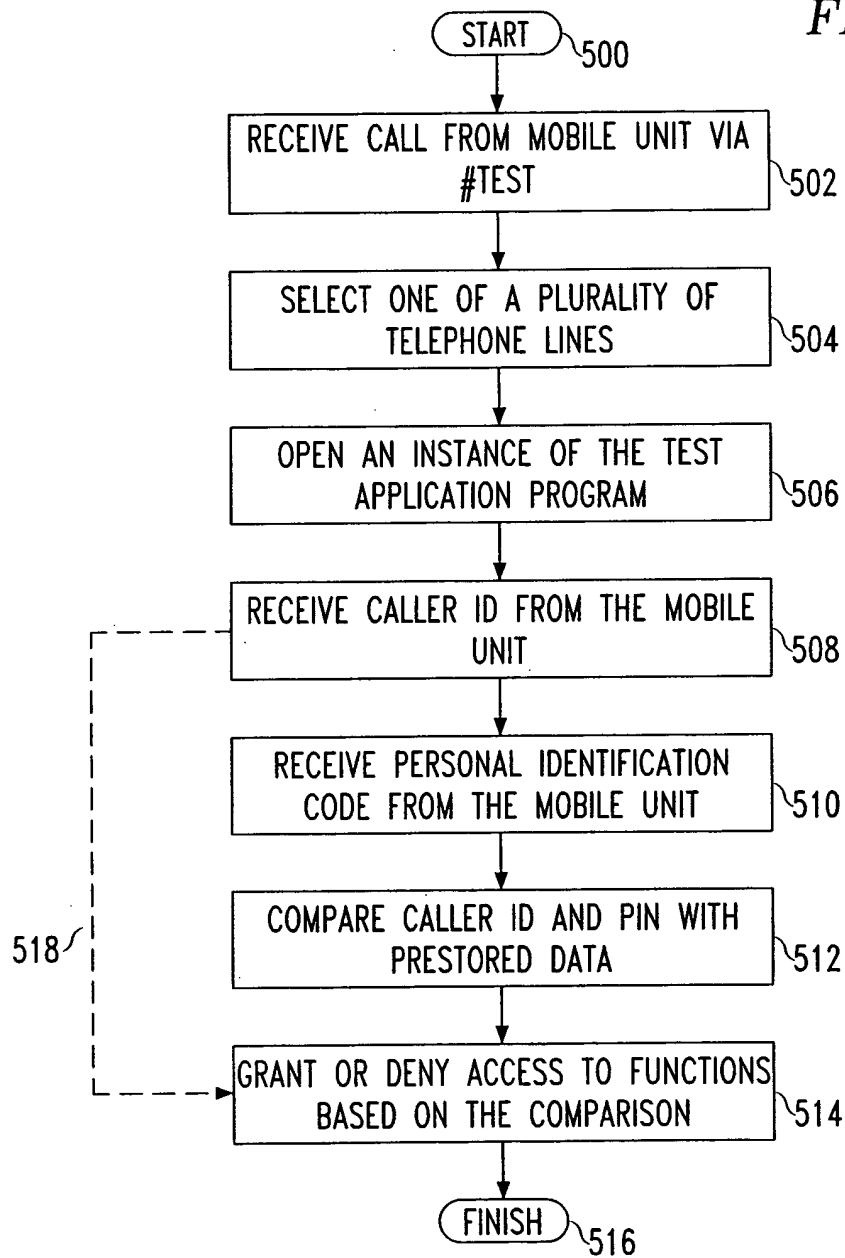 START
500
RECEIVE CALL FROM MOBILE UNIT VIA
#TEST
502
SELECT ONE OF A PLURALITY OF
TELEPHONE LINES
504
OPEN AN INSTANCE OF THE TEST
APPLICATION PROGRAM
506
RECEIVE CALLER ID FROM THE MOBILE
UNIT
508
RECEIVE PERSONAL IDENTIFICATION
CODE FROM THE MOBILE UNIT
510
COMPARE CALLER ID AND PIN WITH
PRESTORED DATA
512
518
GRANT OR DENY ACCESS TO FUNCTIONS
BASED ON THE COMPARISON
514
FINISH
516